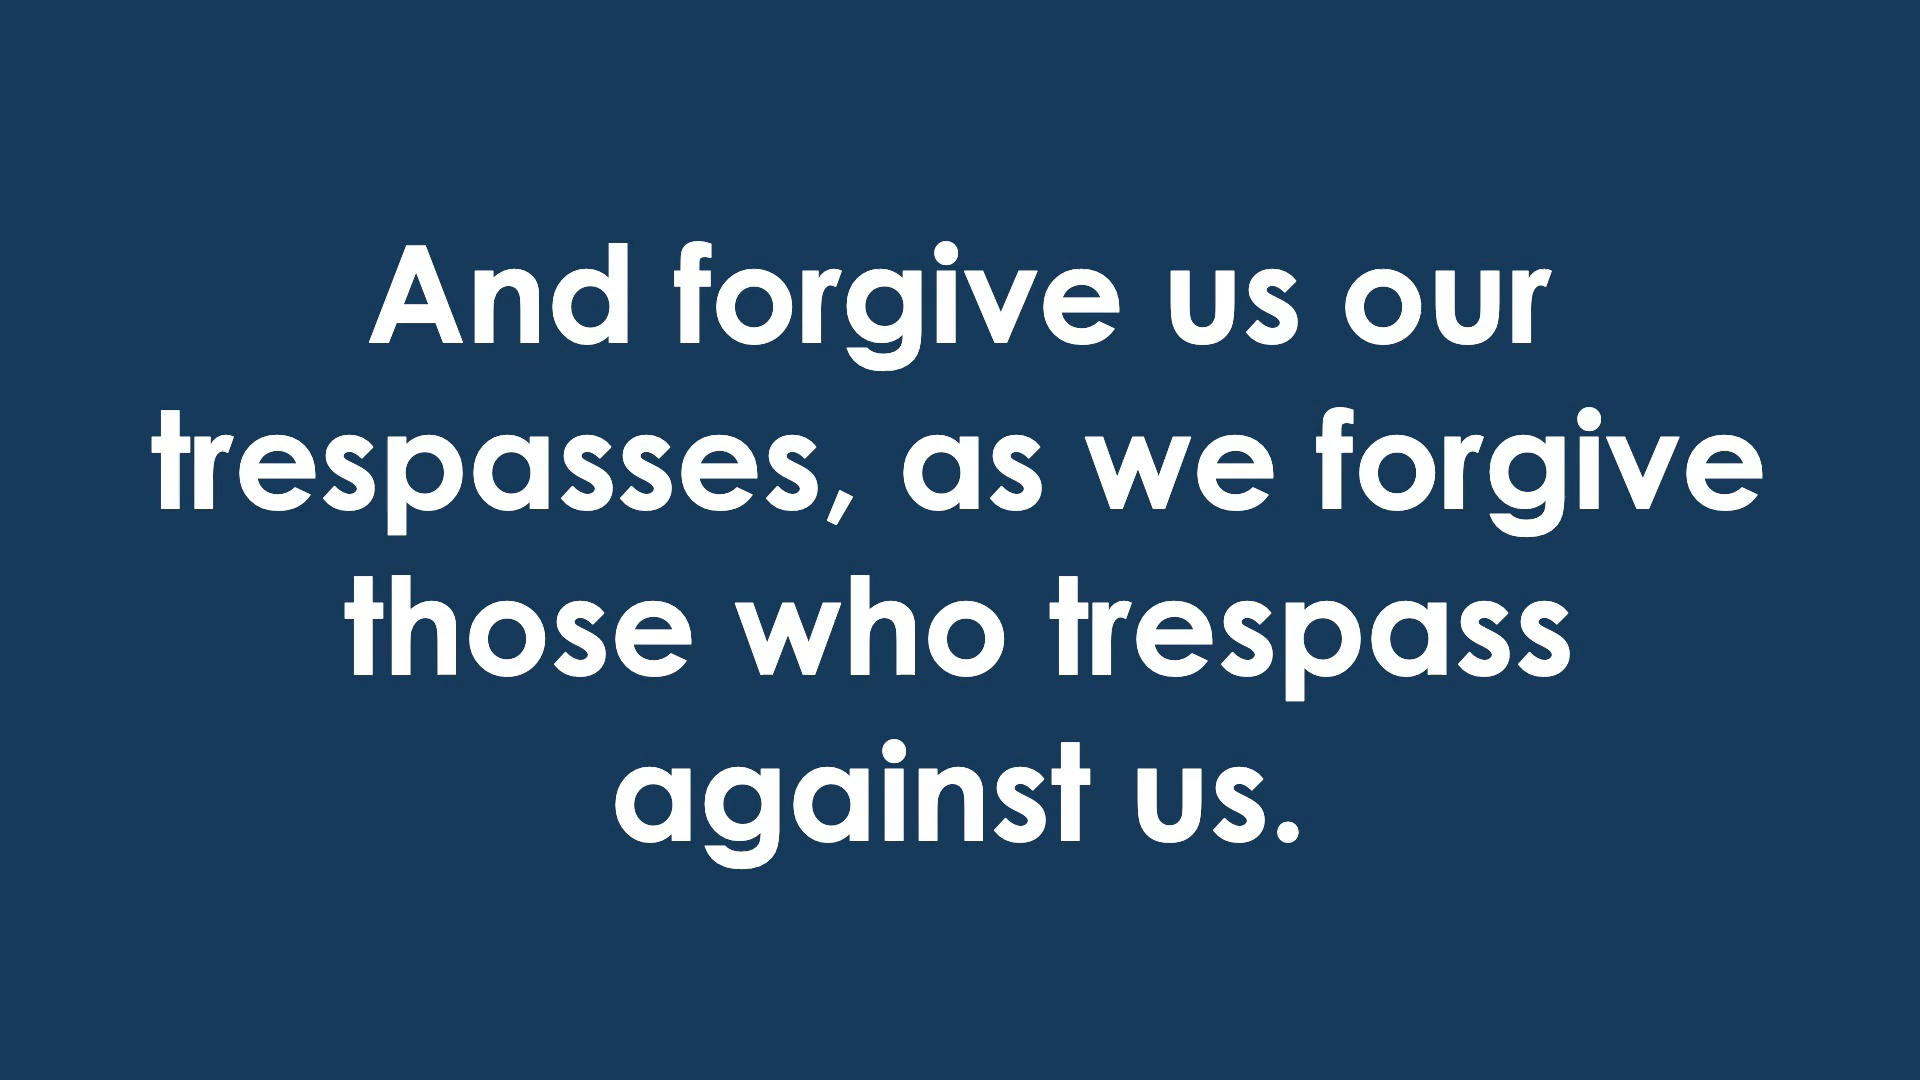 And forgive us our
trespasses, as we forgive
those who trespass
against us.